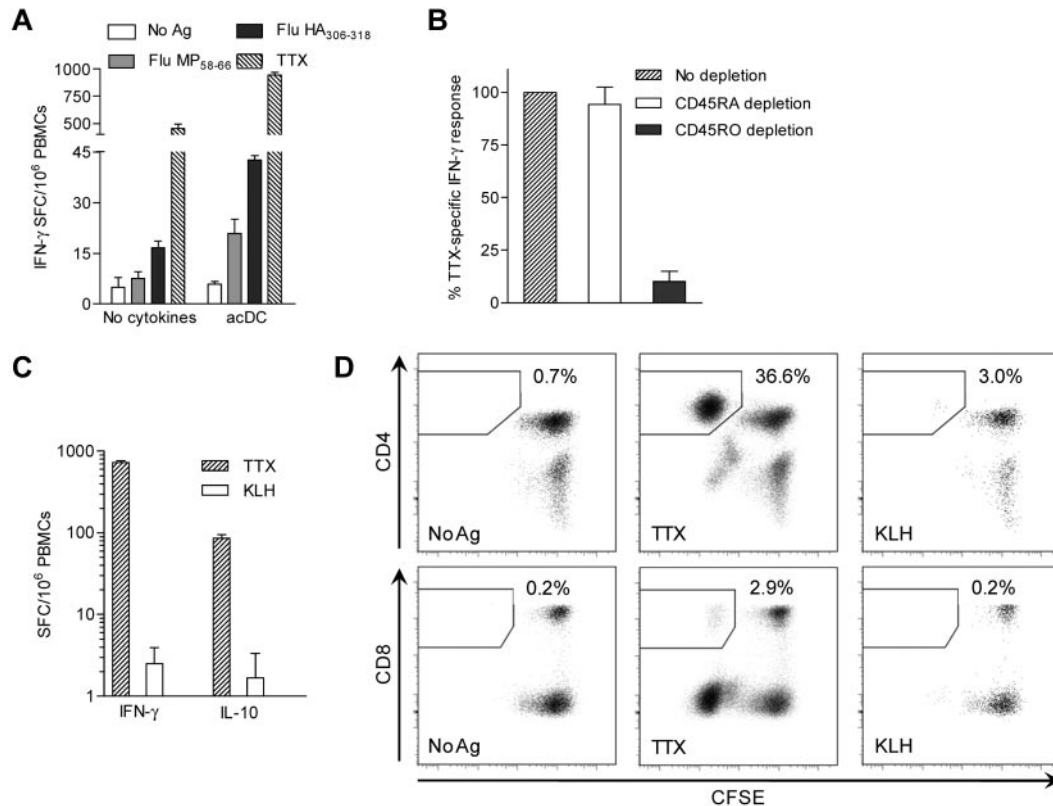 A
No Ag
Flu HA306-318
Flu MP58-66
TTX
IFN-γ SFC/10⁶ PBMCs
1000
750
500
45
30
15
0
No cytokines
acDC
B
% TTX-specific IFN-γ response
100
75
50
25
0
No depletion
CD45RA depletion
CD45RO depletion
C
SFC/10⁶ PBMCs
1000
100
10
1
TTX
KLH
IFN-γ
IL-10
D
CD4
0.7%
36.6%
3.0%
No Ag
TTX
KLH
CD8
0.2%
2.9%
0.2%
No Ag
TTX
KLH
CFSE